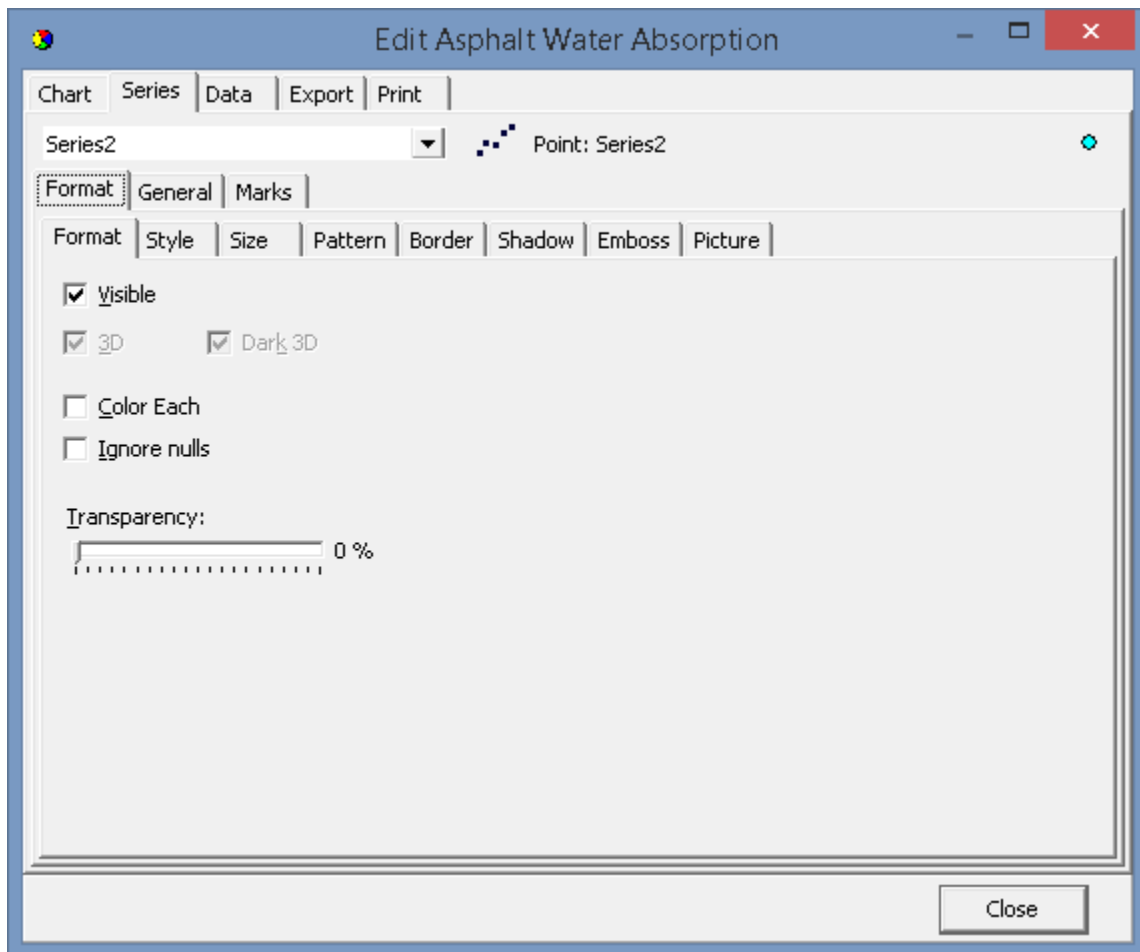 Edit Asphalt Water Absorption
Chart Series Data Export Print
Series2 Point: Series2
Format General Marks
Format Style Size Pattern Border Shadow Emboss Picture
Visible
3D Dark 3D
Color Each
Ignore nulls
Transparency:
0 %
Close